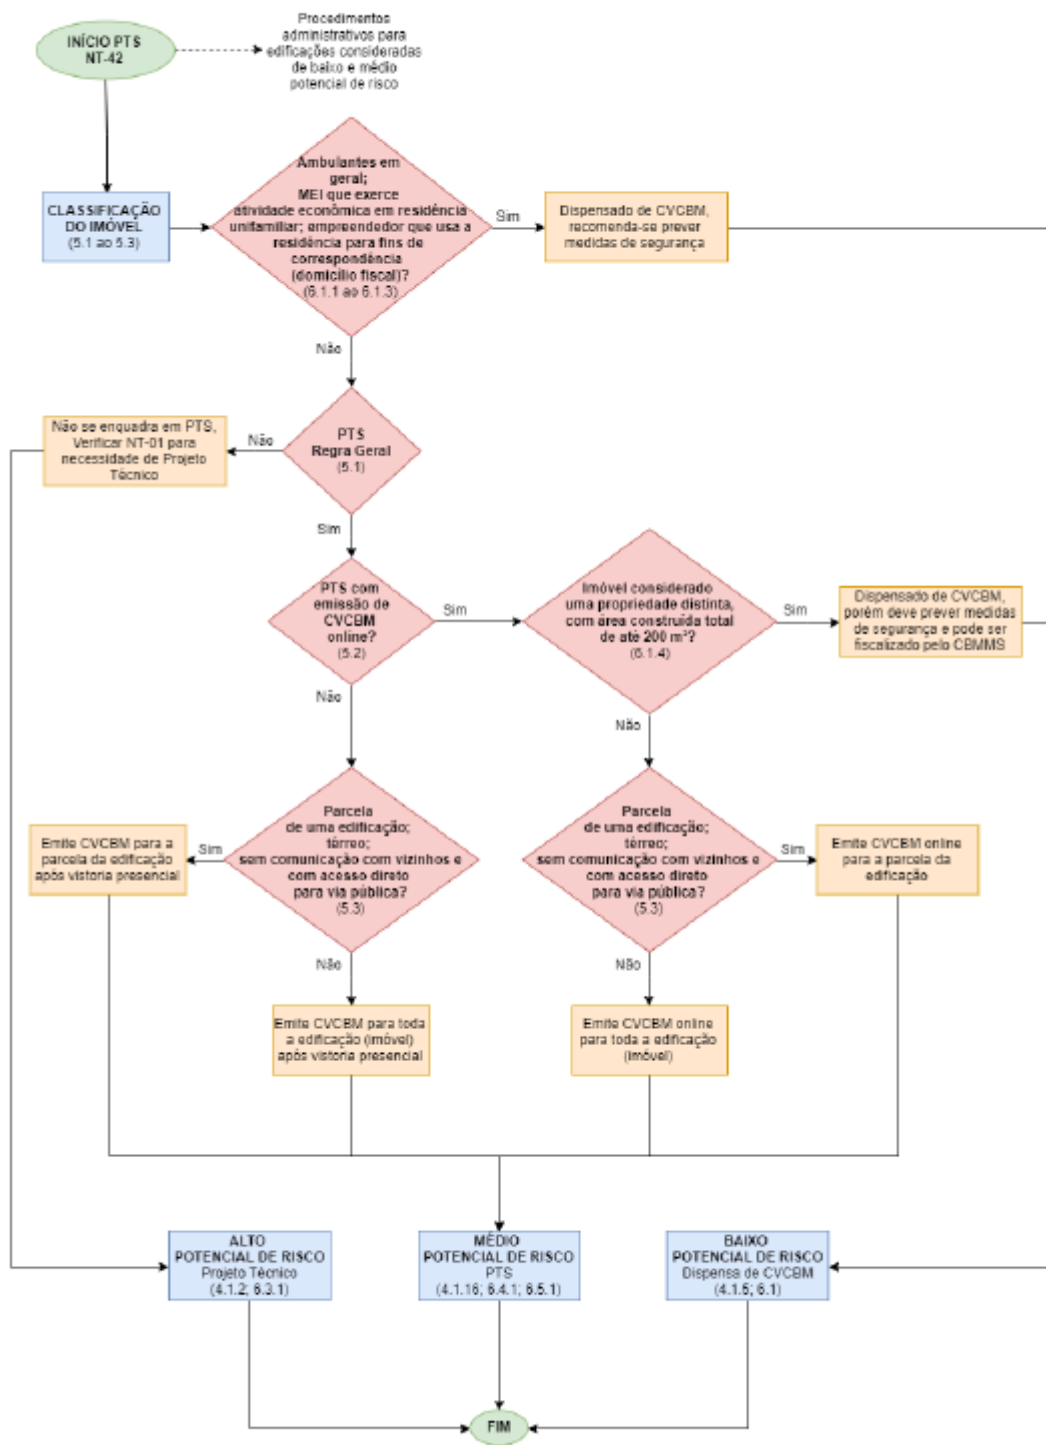 INÍCIO PTS
NT-42
Procedimentos
administrativos para
edificações consideradas
de baixo e médio
potencial de risco
CLASSIFICAÇÃO
DO IMÓVEL
(5.1 ao 5.3)
Ambulantes em
geral;
MEI que exerce
atividade econômica em residência
unifamiliar; empreendedor que usa a
residência para fins de
correspondência
(domicílio fiscal)?
(6.1.1 ao 6.1.3)
Sim
Dispensado de CVCBM,
recomenda-se prever
medidas de segurança
Não
Não se enquadra em PTS,
Verificar NT-01 para
necessidade de Projeto
Técnico
Não
PTS
Regra Geral
(5.1)
Sim
PTS com
emissão de
CVCBM
online?
(5.2)
Sim
Imóvel considerado
uma propriedade distinta,
com área construída total
de até 200 m²?
(6.1.4)
Sim
Dispensado de CVCBM,
porém deve prever medidas
de segurança e pode ser
fiscalizado pelo CBMMS
Não
Não
Emite CVCBM para a
parcela da edificação
após vistoria presencial
Sim
Parcela
de uma edificação;
térreo;
sem comunicação com vizinhos e
com acesso direto
para via pública?
(5.3)
Parcela
de uma edificação;
térreo;
sem comunicação com vizinhos e
com acesso direto
para via pública?
(5.3)
Sim
Emite CVCBM online
para a parcela da
edificação
Não
Não
Emite CVCBM para toda
a edificação (imóvel)
após vistoria presencial
Emite CVCBM online
para toda a edificação
(imóvel)
ALTO
POTENCIAL DE RISCO
Projeto Técnico
(4.1.2; 6.3.1)
MÉDIO
POTENCIAL DE RISCO
PTS
(4.1.16; 6.4.1; 6.5.1)
BAIXO
POTENCIAL DE RISCO
Dispensa de CVCBM
(4.1.5; 6.1)
FIM